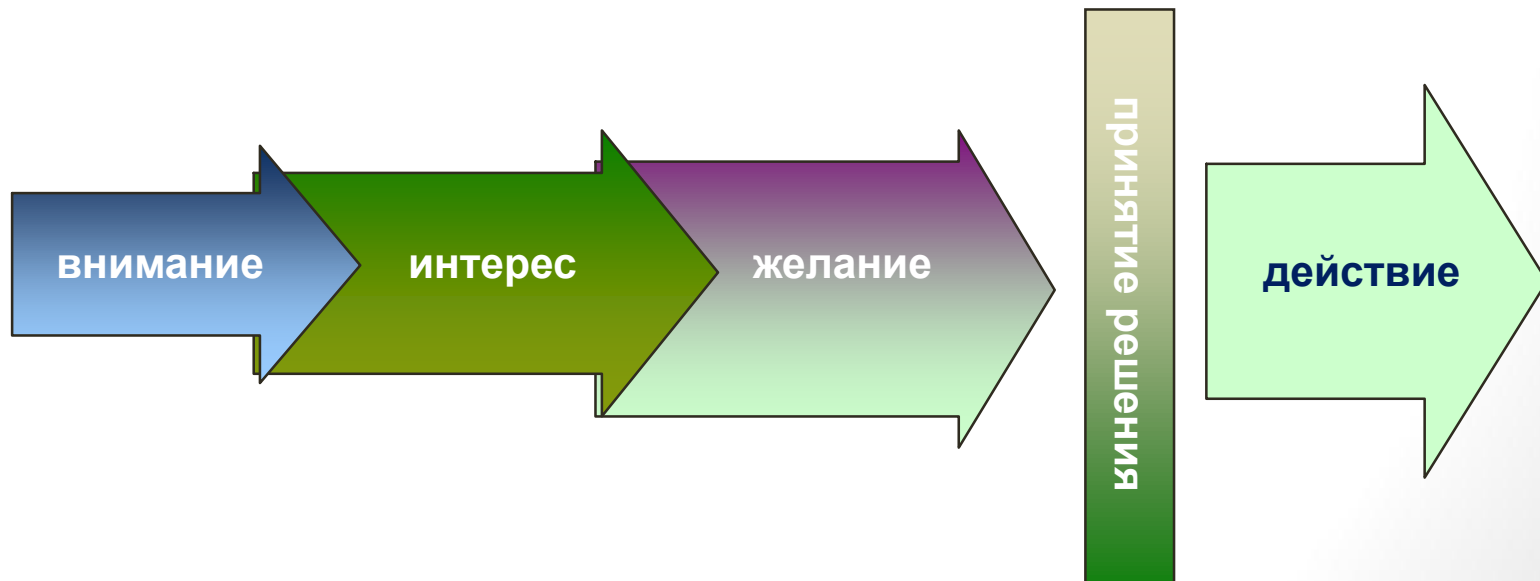 внимание
интерес
желание
принятие решения
действие